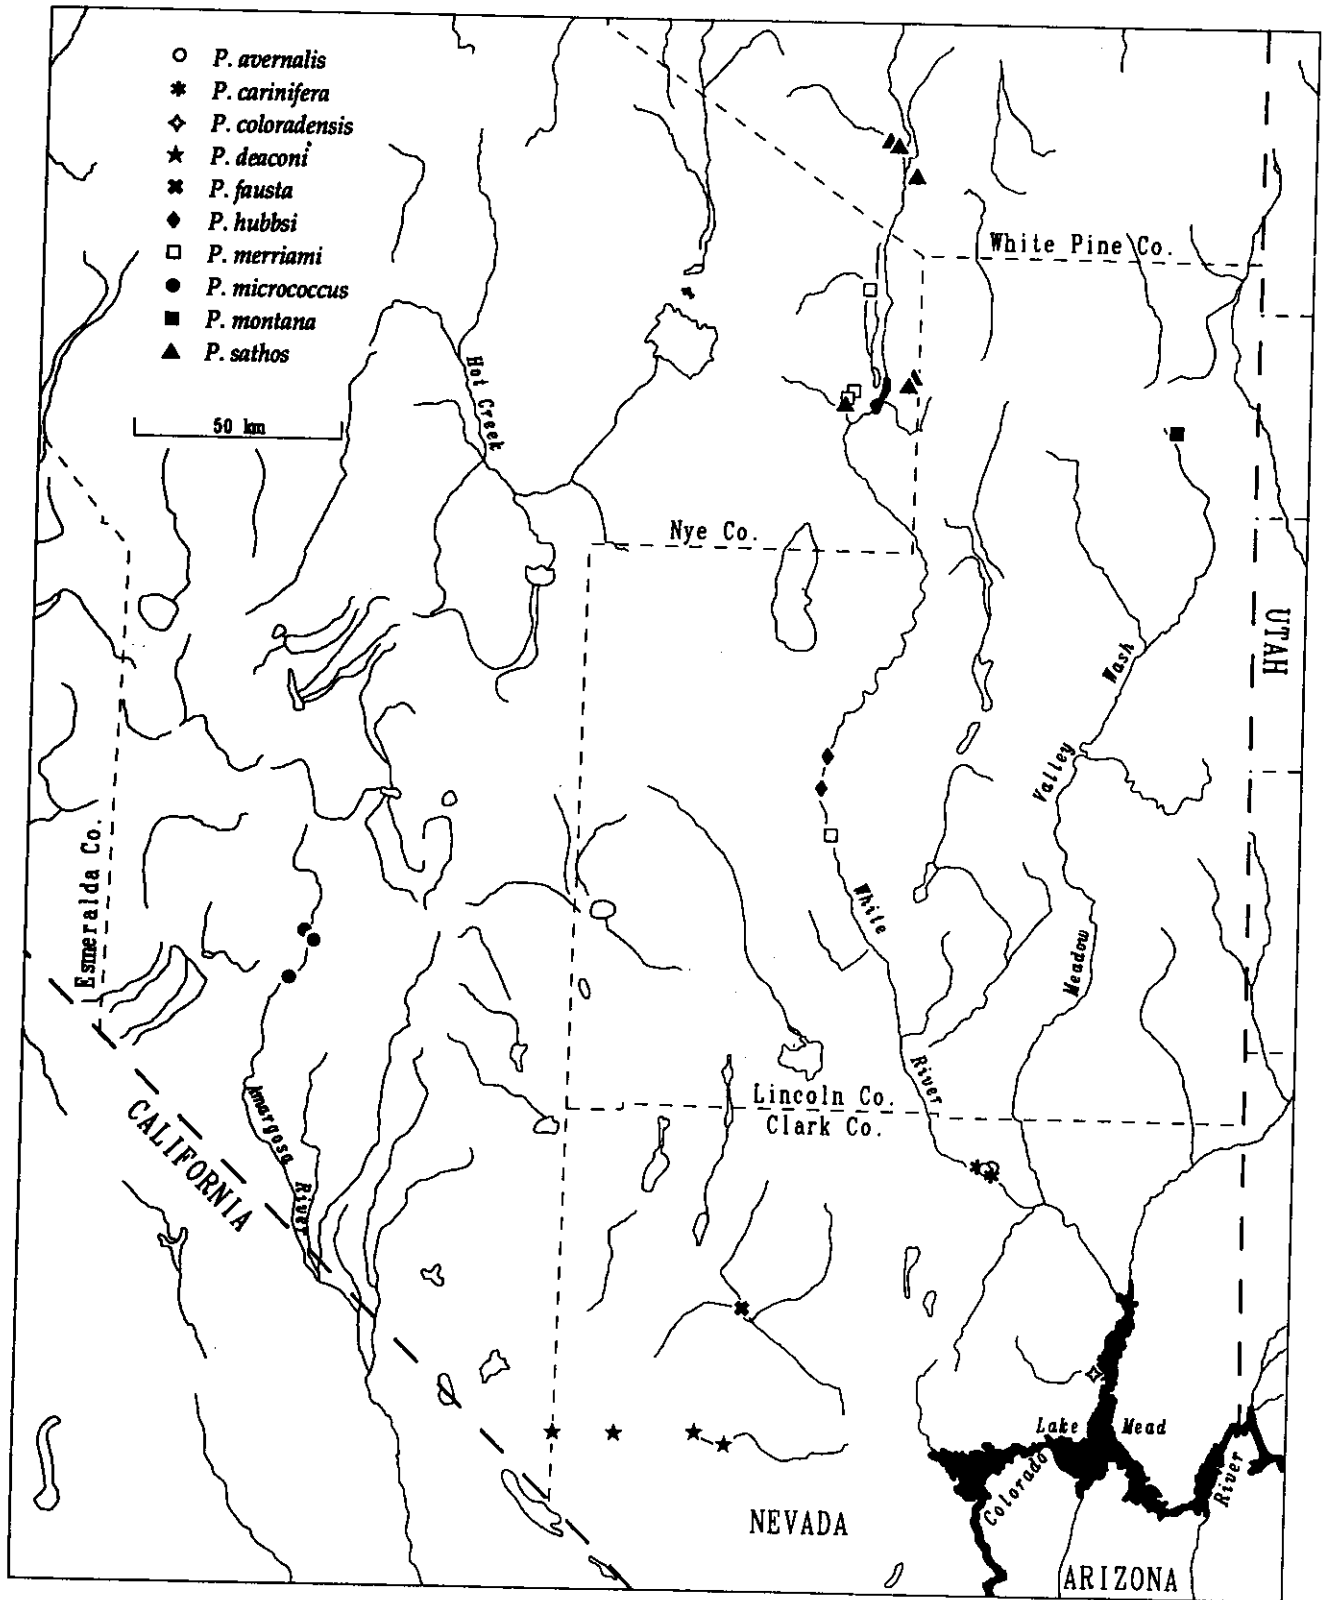 P. avernalis
P. carinifera
P. coloradensis
P. deaconi
P. fausta
P. hubbsi
P. merriami
P. micrococcus
P. montana
P. sathos
50 km
White Pine Co.
Hot Creek
Nye Co.
UTAH
Wash
Valley
Meadow
Esmeralda Co.
White
River
Lincoln Co.
Clark Co.
Amargosa
River
CALIFORNIA
Lake Mead
Colorado
River
NEVADA
ARIZONA